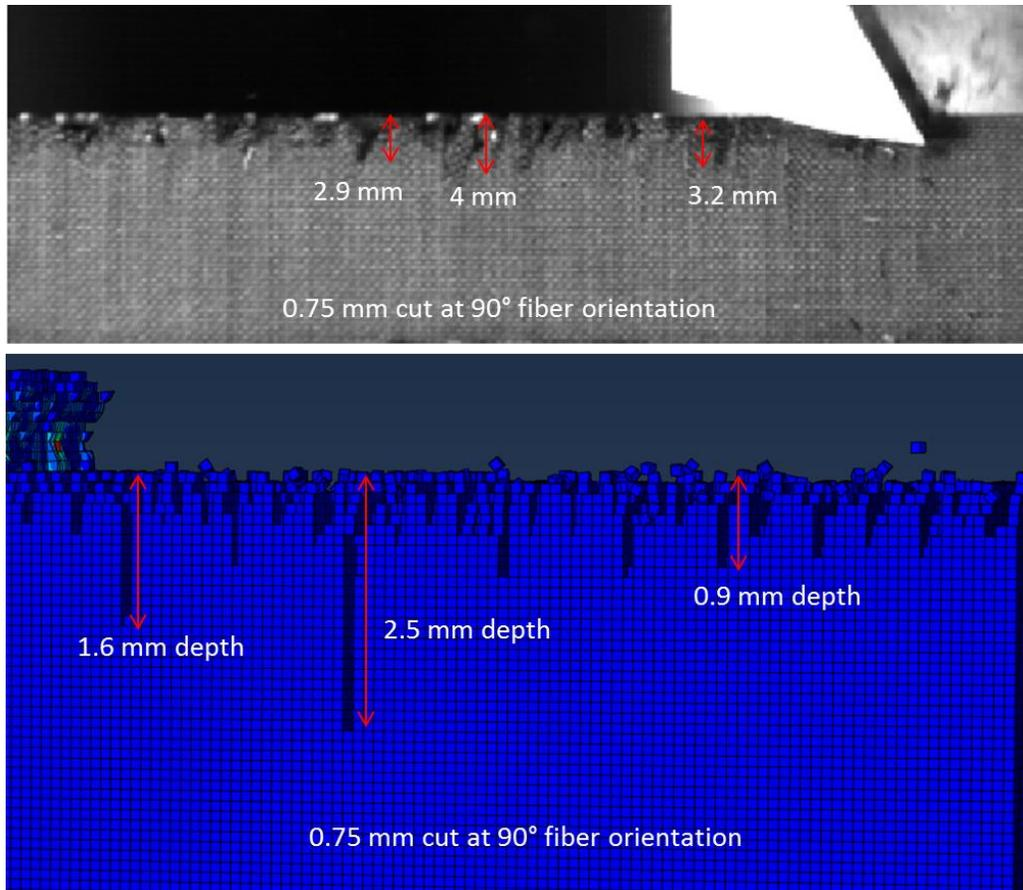 2.9 mm
4 mm
3.2 mm
0.75 mm cut at 90° fiber orientation
0.9 mm depth
2.5 mm depth
1.6 mm depth
0.75 mm cut at 90° fiber orientation